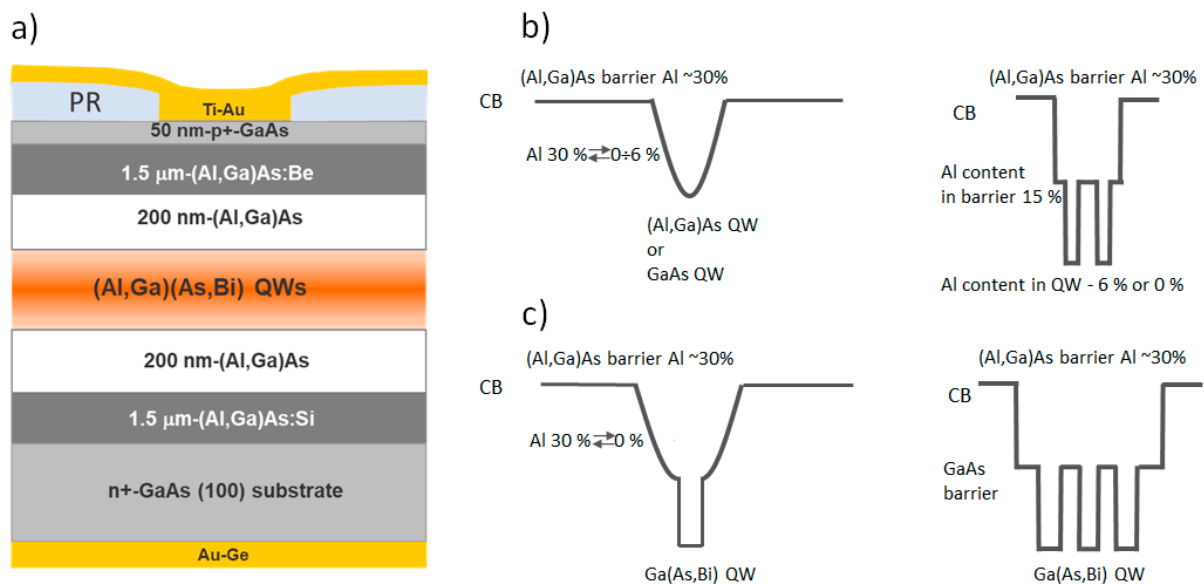 a)
PR
Ti-Au
50 nm-p+-GaAs
1.5 μm-(Al,Ga)As:Be
200 nm-(Al,Ga)As
(Al,Ga)(As,Bi) QWs
200 nm-(Al,Ga)As
1.5 μm-(Al,Ga)As:Si
n+-GaAs (100) substrate
Au-Ge
b)
(Al,Ga)As barrier Al ~30%
CB
Al 30 %⇄0÷6 %
(Al,Ga)As QW
or
GaAs QW
(Al,Ga)As barrier Al ~30%
CB
Al content
in barrier 15 %
Al content in QW - 6 % or 0 %
c)
(Al,Ga)As barrier Al ~30%
CB
Al 30 %⇄0 %
Ga(As,Bi) QW
(Al,Ga)As barrier Al ~30%
CB
GaAs
barrier
Ga(As,Bi) QW